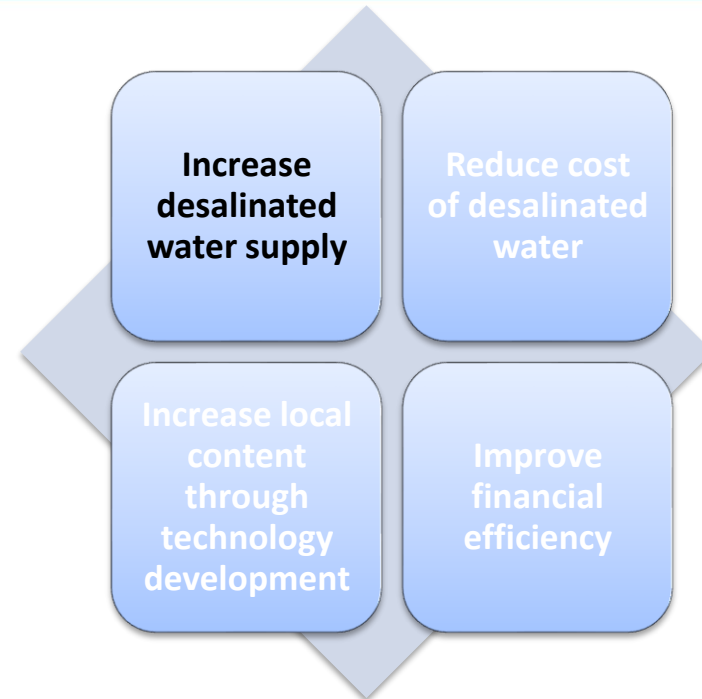 Increase
desalinated
water supply
Reduce cost
of desalinated
water
Increase local
content
through
technology
development
Improve
financial
efficiency